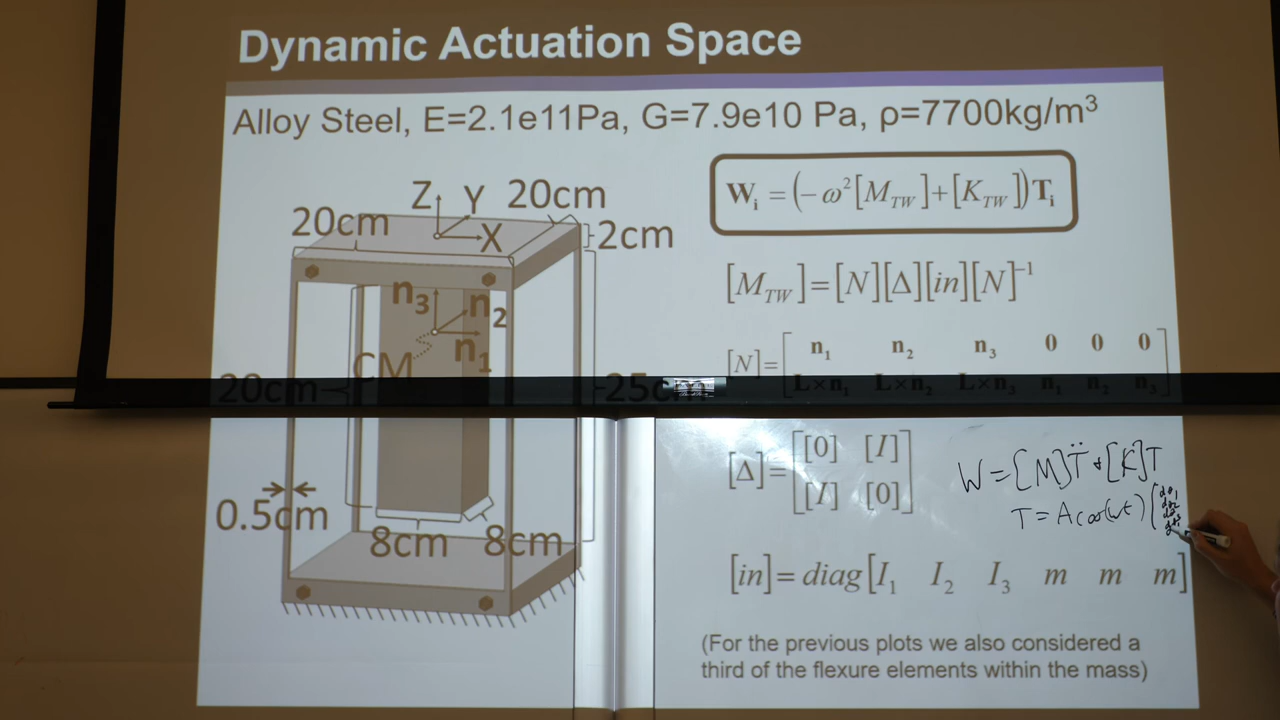 Dynamic Actuation Space
Alloy Steel, E=2.1e11Pa, G=7.9e10 Pa, ρ=7700kg/m³
Z Y 20cm
20cm X 2cm
n₃ n₂
n₁
CM
20cm 25cm
0.5cm
8cm 8cm
Wᵢ = (−ω²[M_TW]+[K_TW])Tᵢ
[M_TW]=[N][Δ][in][N]⁻¹
[N]=[n₁ n₂ n₃ 0 0 0
L×n₁ L×n₂ L×n₃ n₁ n₂ n₃]
[Δ]=[[0] [I]
[I] [0]]
W=[M]T̈+[K]T
T=Acos(wt)
[in]= diag[I₁ I₂ I₃ m m m]
(For the previous plots we also considered a
third of the flexure elements within the mass)